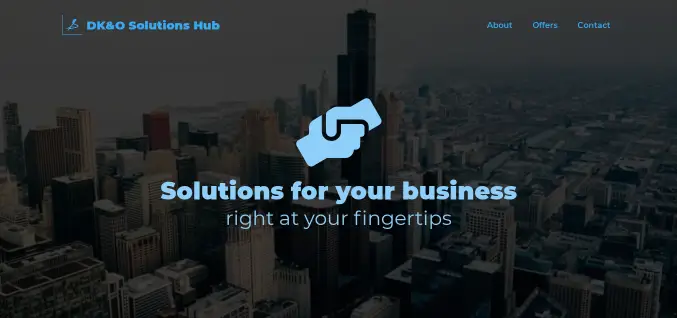 DK&O Solutions Hub
About Offers Contact
Solutions for your business
right at your fingertips